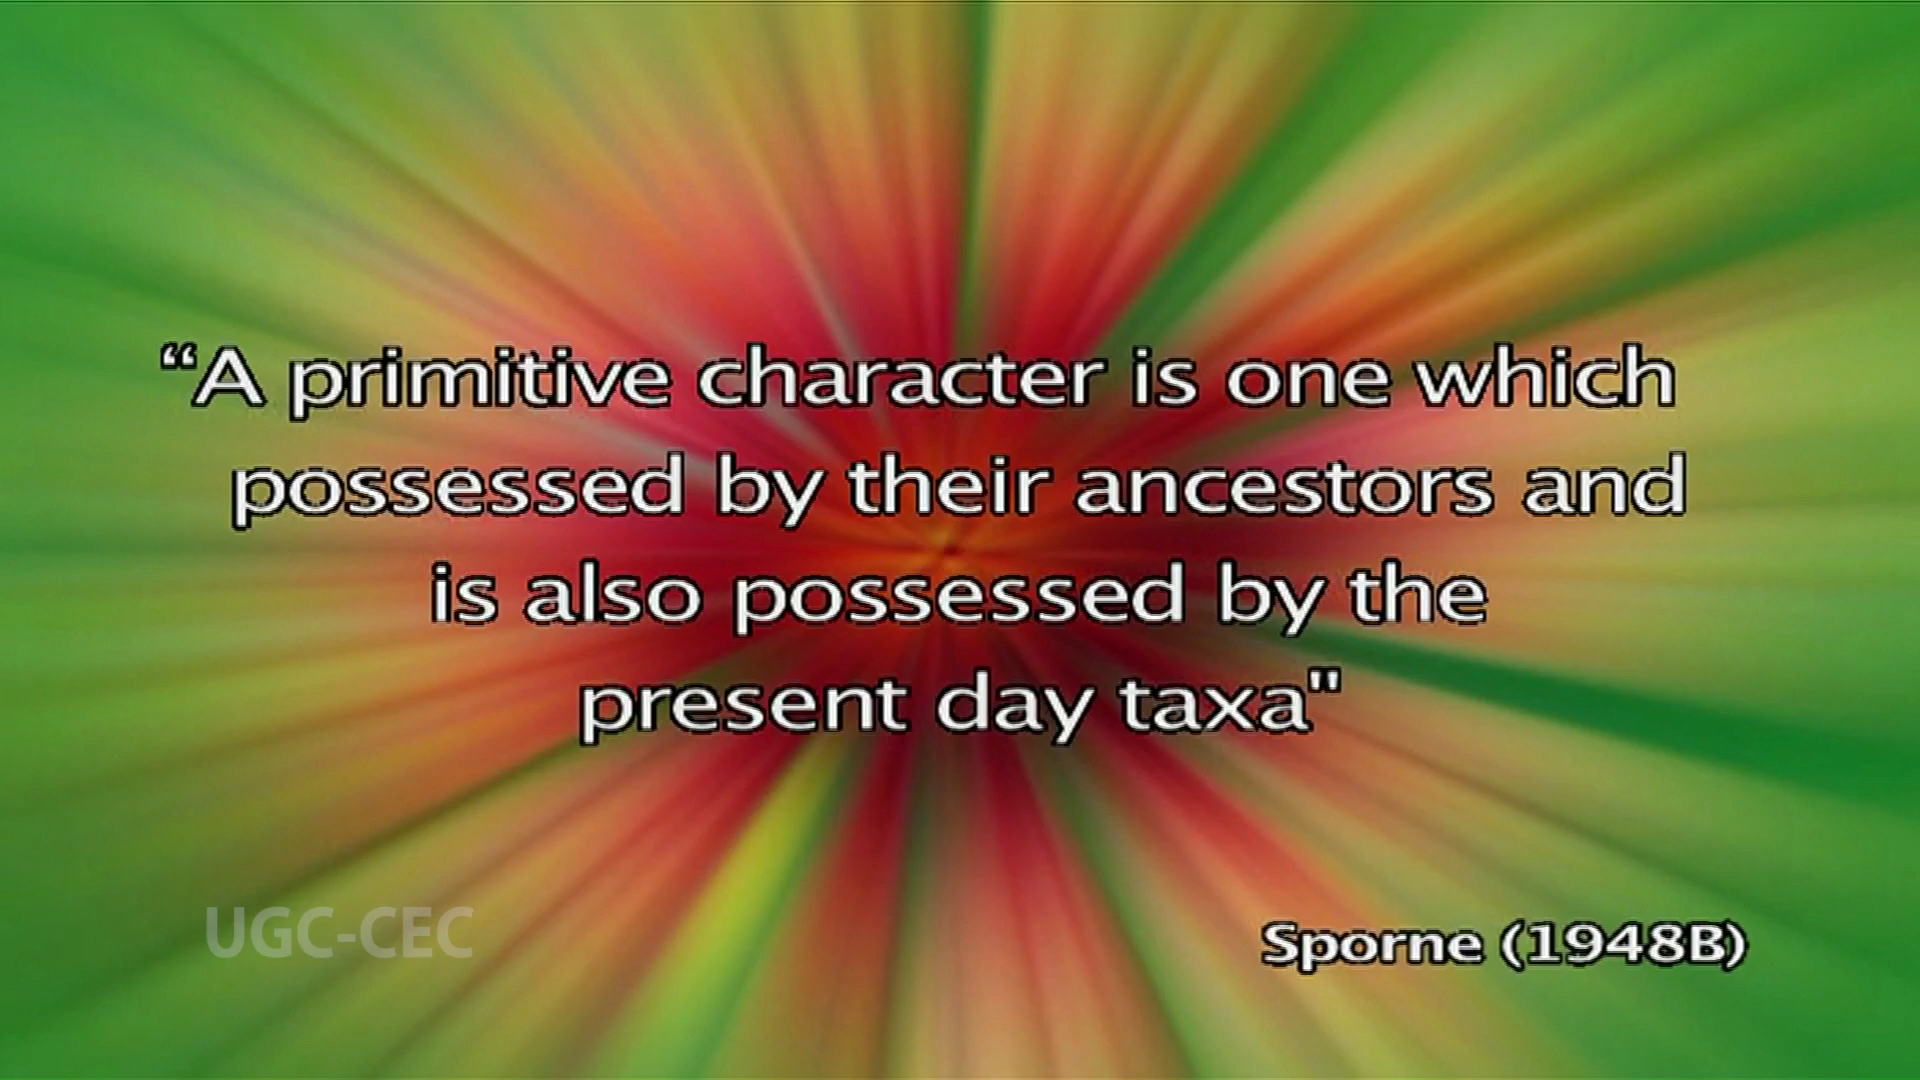 “A primitive character is one which
possessed by their ancestors and
is also possessed by the
present day taxa"
UGC-CEC
Sporne (1948B)